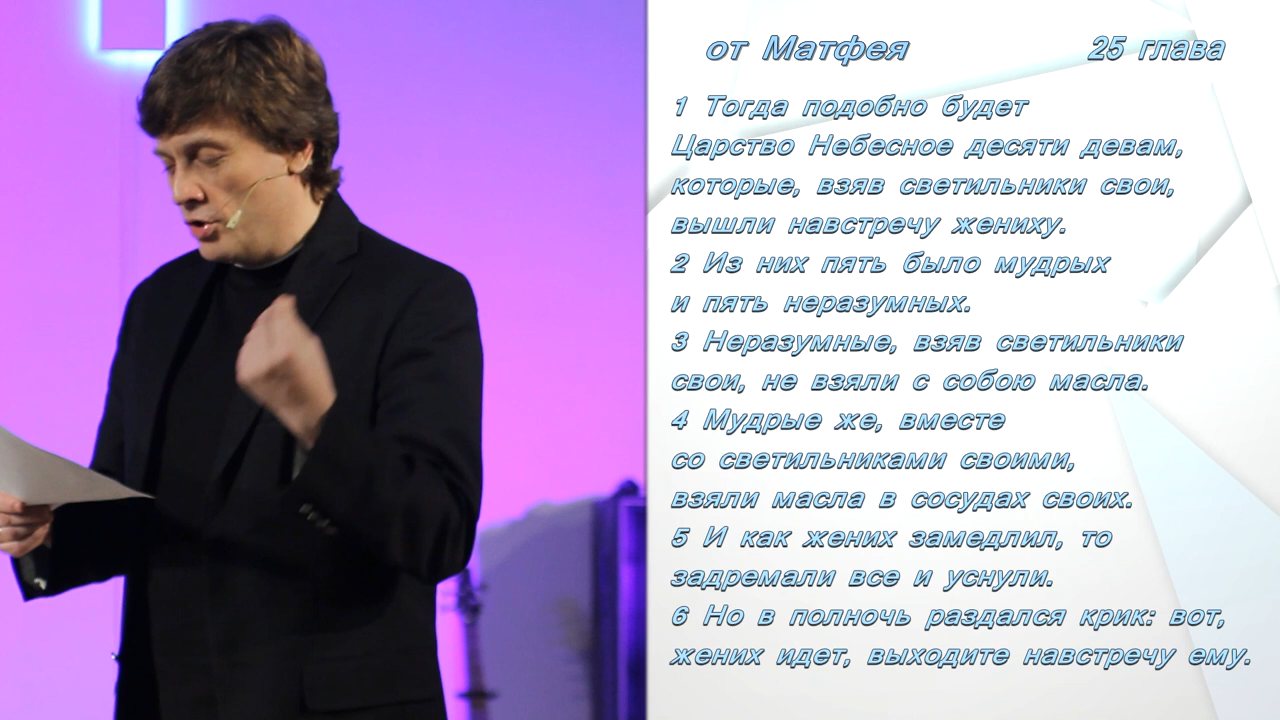 от Матфея 25 глава
1 Тогда подобно будет
Царство Небесное десяти девам,
которые, взяв светильники свои,
вышли навстречу жениху.
2 Из них пять было мудрых
и пять неразумных.
3 Неразумные, взяв светильники
свои, не взяли с собою масла.
4 Мудрые же, вместе
со светильниками своими,
взяли масла в сосудах своих.
5 И как жених замедлил, то
задремали все и уснули.
6 Но в полночь раздался крик: вот,
жених идет, выходите навстречу ему.